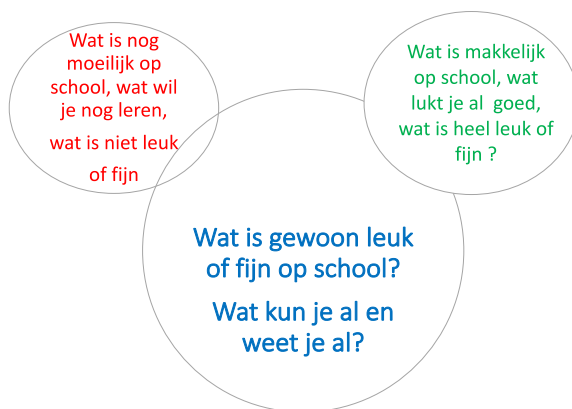 Wat is nog
moeilijk op
school, wat wil
je nog leren,
wat is niet leuk
of fijn
Wat is makkelijk
op school, wat
lukt je al goed,
wat is heel leuk of
fijn ?
Wat is gewoon leuk
of fijn op school?
Wat kun je al en
weet je al?